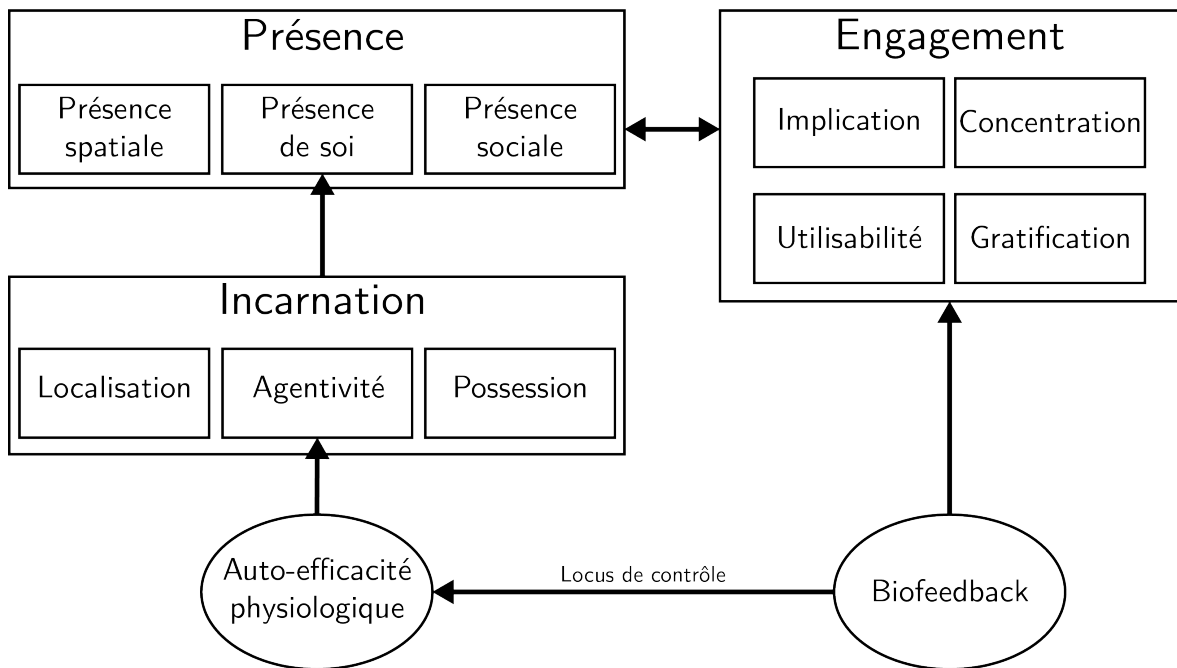 Présence
Présence
spatiale
Présence
de soi
Présence
sociale
Engagement
Implication
Concentration
Utilisabilité
Gratification
Incarnation
Localisation
Agentivité
Possession
Auto-efficacité
physiologique
Locus de contrôle
Biofeedback